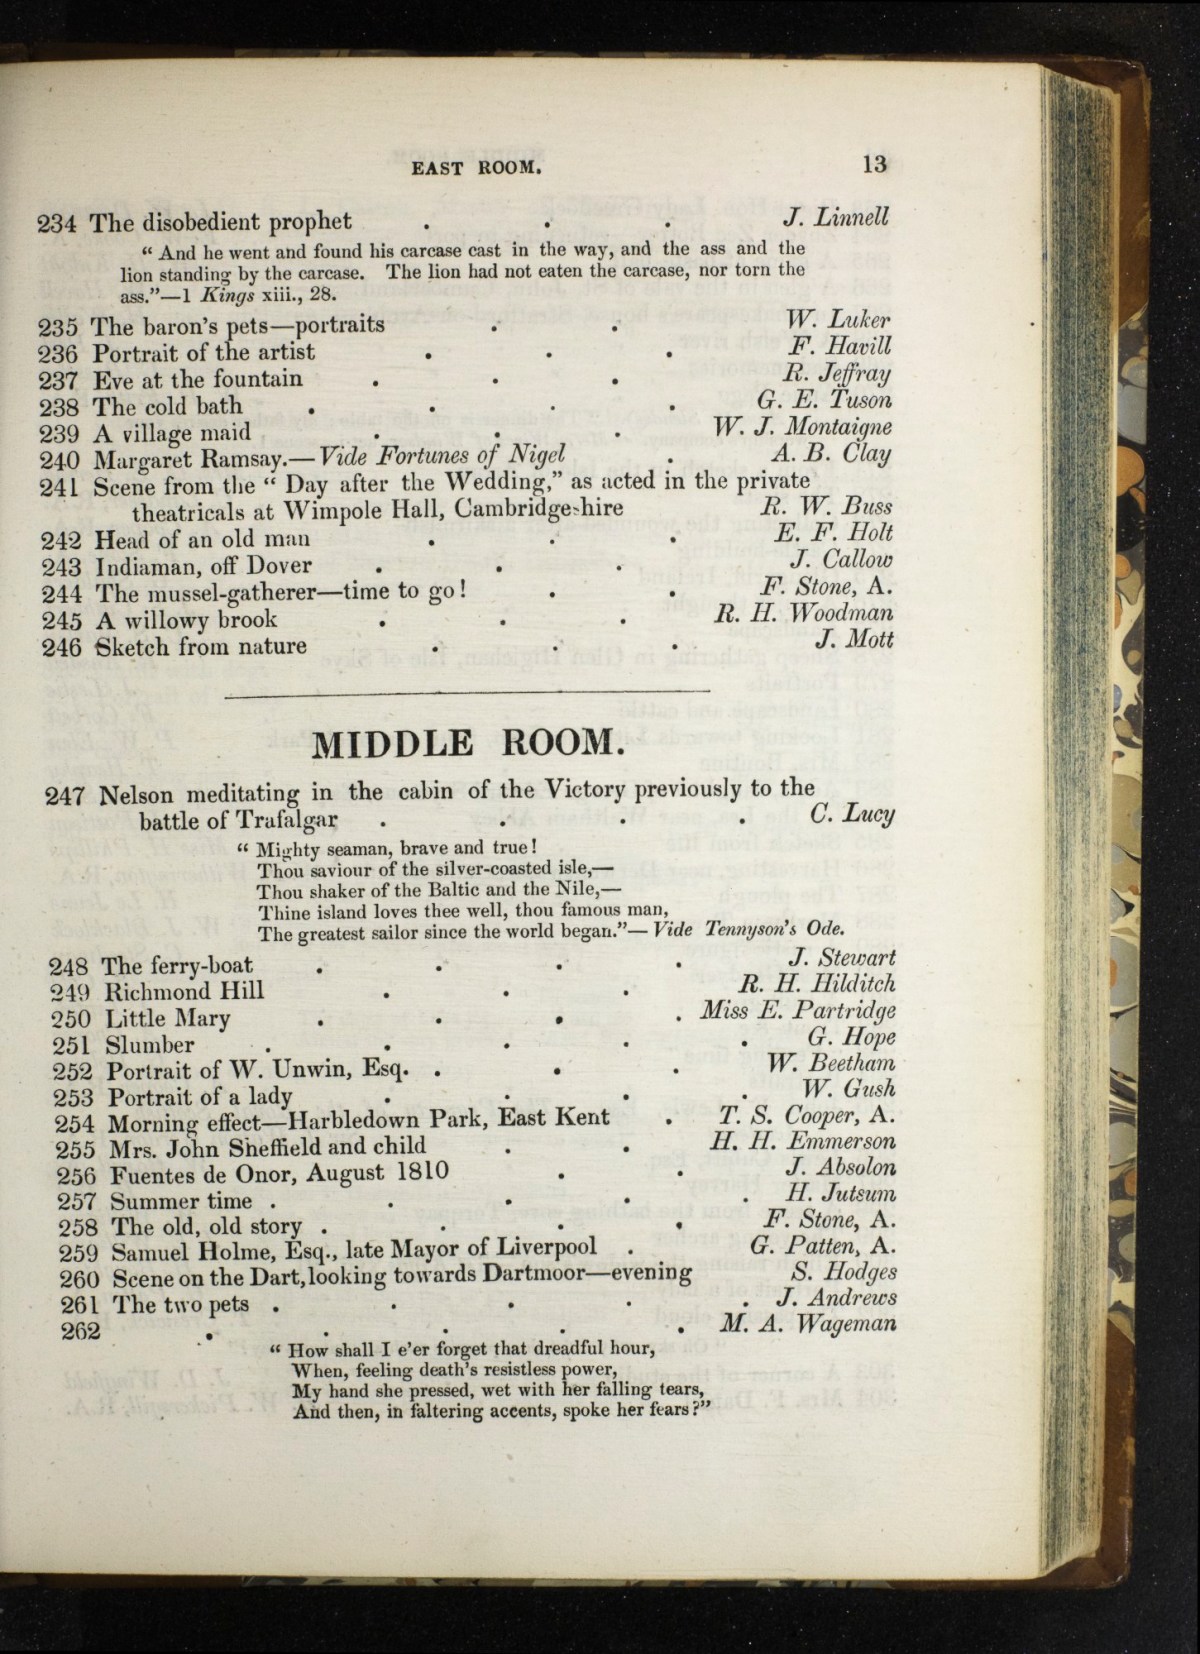 EAST ROOM. 13
234 The disobedient prophet . . . J. Linnell
“ And he went and found his carcase cast in the way, and the ass and the
lion standing by the carcase. The lion had not eaten the carcase, nor torn the
ass.”—1 Kings xiii., 28.
235 The baron's pets—portraits . . W. Luker
236 Portrait of the artist . . . F. Havill
237 Eve at the fountain . . . R. Jeffray
238 The cold bath . . . . G. E. Tuson
239 A village maid . . . W. J. Montaigne
240 Margaret Ramsay.—Vide Fortunes of Nigel . A. B. Clay
241 Scene from the “ Day after the Wedding,” as acted in the private
theatricals at Wimpole Hall, Cambridgeshire R. W. Buss
242 Head of an old man . . . E. F. Holt
243 Indiaman, off Dover . . . J. Callow
244 The mussel-gatherer—time to go! . . F. Stone, A.
245 A willowy brook . . . R. H. Woodman
246 Sketch from nature . . . J. Mott
MIDDLE ROOM.
247 Nelson meditating in the cabin of the Victory previously to the
battle of Trafalgar . . . . C. Lucy
“ Mighty seaman, brave and true!
Thou saviour of the silver-coasted isle,—
Thou shaker of the Baltic and the Nile,—
Thine island loves thee well, thou famous man,
The greatest sailor since the world began.”—Vide Tennyson's Ode.
248 The ferry-boat . . . . J. Stewart
249 Richmond Hill . . . R. H. Hilditch
250 Little Mary . . . . Miss E. Partridge
251 Slumber . . . . . G. Hope
252 Portrait of W. Unwin, Esq. . . . W. Beetham
253 Portrait of a lady . . . . W. Gush
254 Morning effect—Harbledown Park, East Kent . T. S. Cooper, A.
255 Mrs. John Sheffield and child . . H. H. Emmerson
256 Fuentes de Onor, August 1810 . . J. Absolon
257 Summer time . . . . . H. Jutsum
258 The old, old story . . . . F. Stone, A.
259 Samuel Holme, Esq., late Mayor of Liverpool . G. Patten, A.
260 Scene on the Dart, looking towards Dartmoor—evening S. Hodges
261 The two pets . . . . . J. Andrews
262 . . . . . M. A. Wageman
“ How shall I e'er forget that dreadful hour,
When, feeling death's resistless power,
My hand she pressed, wet with her falling tears,
And then, in faltering accents, spoke her fears?”